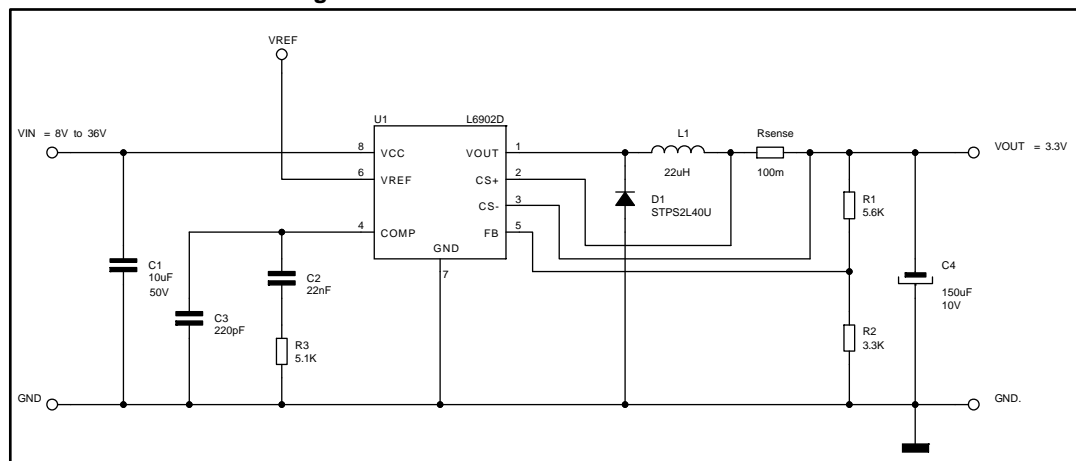 VREF
VIN = 8V to 36V
U1
L6902D
8
VCC
VOUT
1
6
VREF
CS+
2
CS-
3
4
COMP
FB
5
GND
7
L1
22uH
Rsense
100m
VOUT = 3.3V
D1
STPS2L40U
R1
5.6K
C1
10uF
50V
C2
22nF
C3
220pF
R3
5.1K
C4
150uF
10V
R2
3.3K
GND
GND.